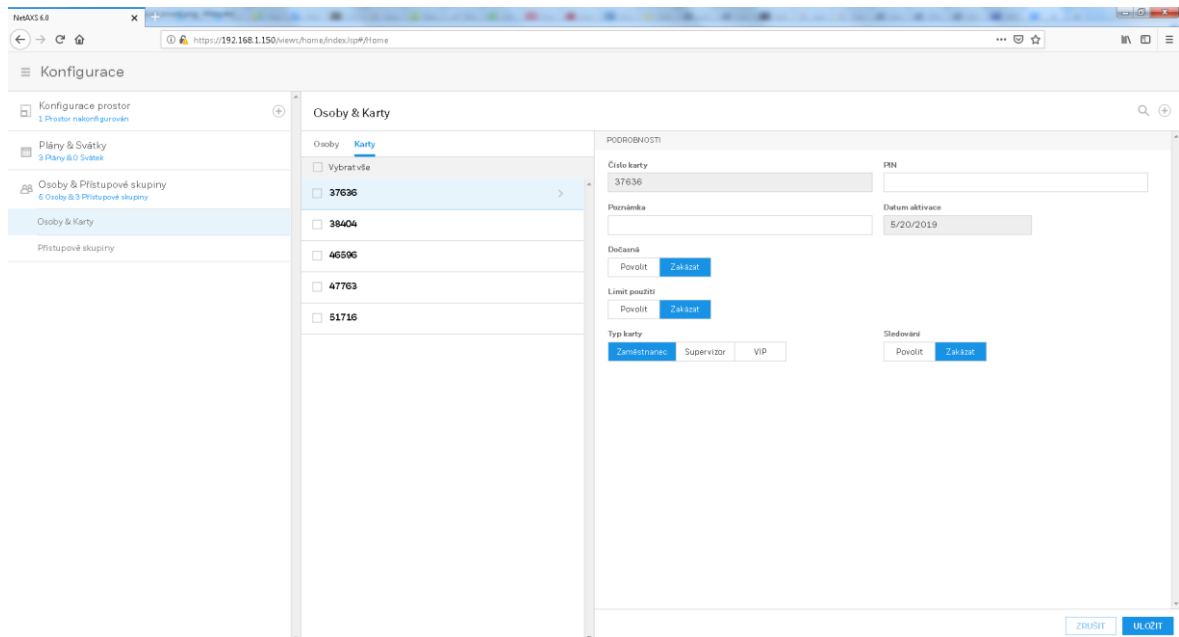 NetAXS 6.0
https://192.168.1.150/views/home/index.lsp#/Home
Konfigurace
Konfigurace prostor
1 Prostor nakonfigurován
Plány & Svátky
3 Plány & 0 Svátek
Osoby & Přístupové skupiny
6 Osoby & 3 Přístupové skupiny
Osoby & Karty
Přístupové skupiny
Osoby & Karty
Osoby Karty
Vybrat vše
37636
38404
46596
47763
51716
PODROBNOSTI
Číslo karty PIN
37636
Poznámka Datum aktivace
5/20/2019
Dočasná
Povolit Zakázat
Limit použití
Povolit Zakázat
Typ karty Sledování
Zaměstnanec Supervizor VIP Povolit Zakázat
ZRUŠIT ULOŽIT